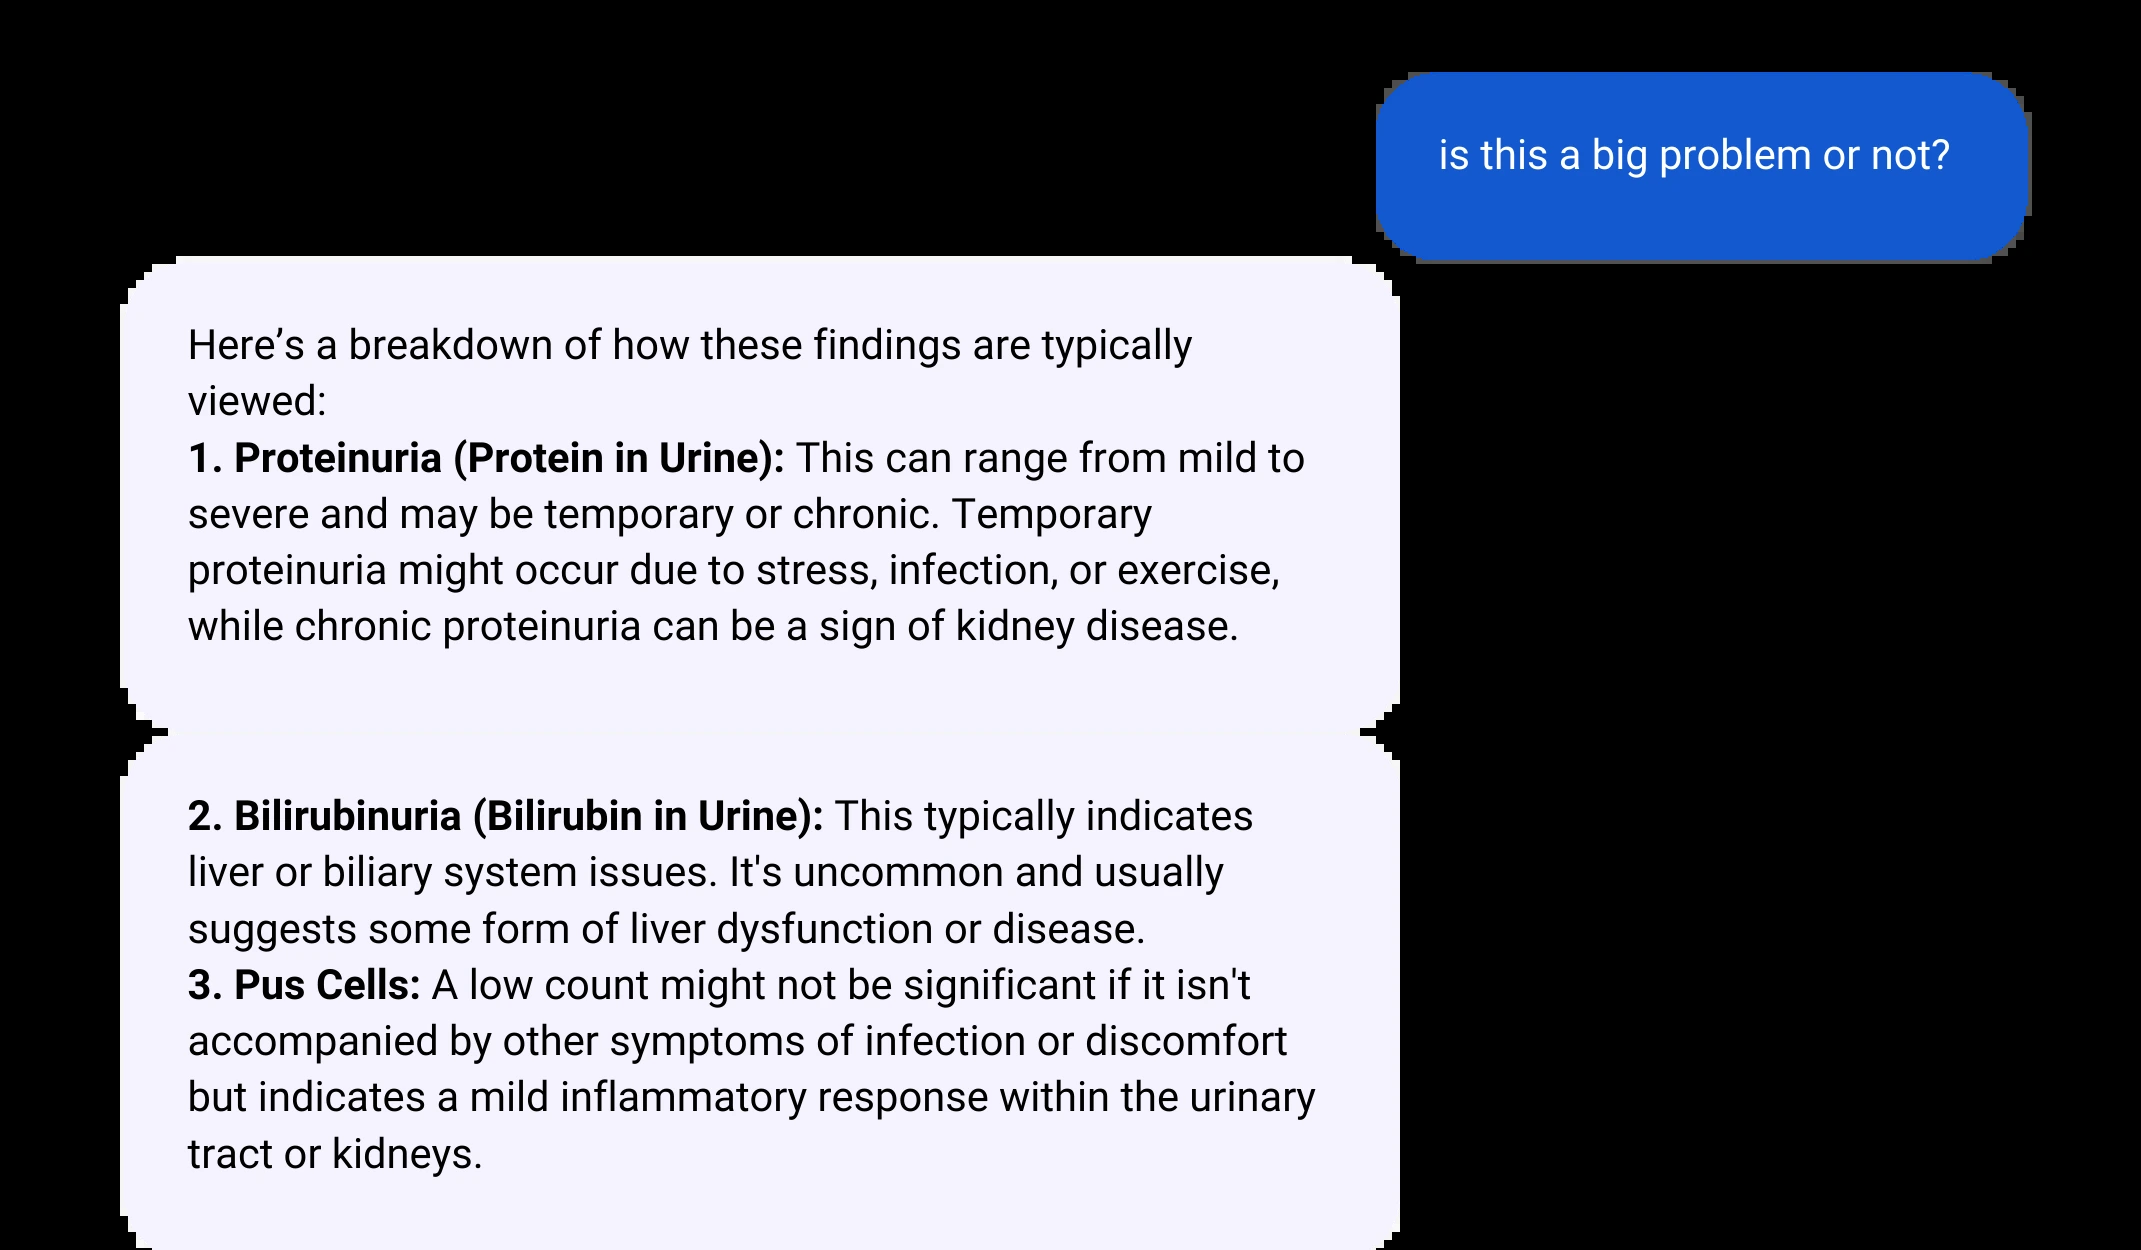 is this a big problem or not?
Here’s a breakdown of how these findings are typically
viewed:
1. Proteinuria (Protein in Urine): This can range from mild to
severe and may be temporary or chronic. Temporary
proteinuria might occur due to stress, infection, or exercise,
while chronic proteinuria can be a sign of kidney disease.
2. Bilirubinuria (Bilirubin in Urine): This typically indicates
liver or biliary system issues. It's uncommon and usually
suggests some form of liver dysfunction or disease.
3. Pus Cells: A low count might not be significant if it isn't
accompanied by other symptoms of infection or discomfort
but indicates a mild inflammatory response within the urinary
tract or kidneys.